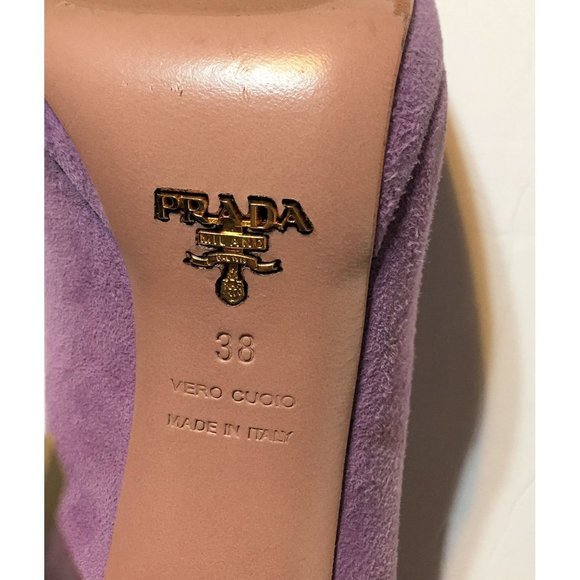 PRADA
MILANO
38
VERO CUOIO
MADE IN ITALY